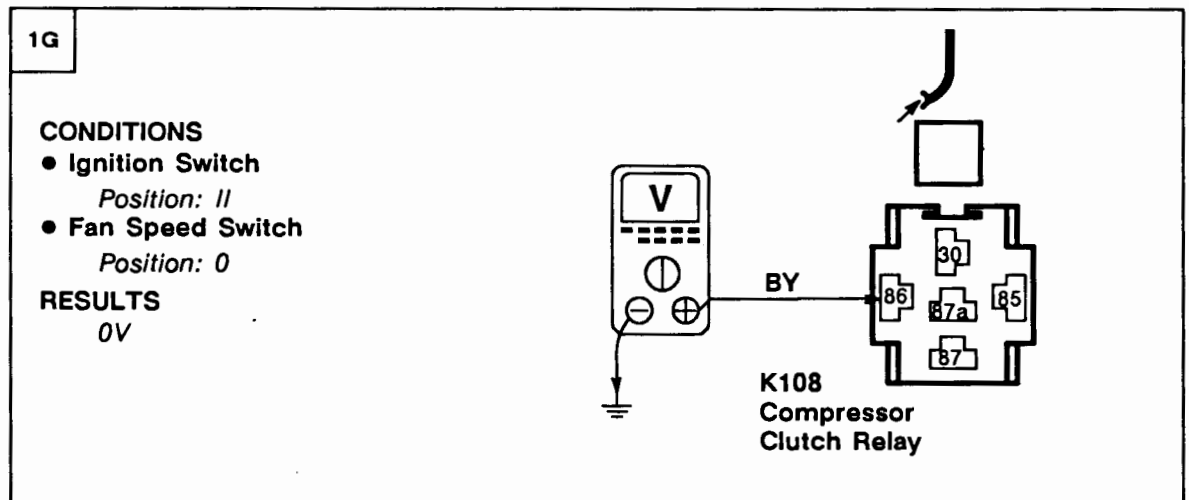 1G
CONDITIONS
● Ignition Switch
Position: II
● Fan Speed Switch
Position: 0
RESULTS
0V
V
BY
30
86
87a
85
87
K108
Compressor
Clutch Relay